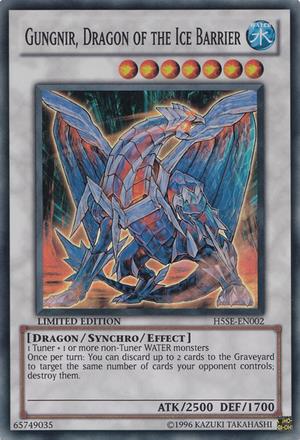 GUNGNIR, DRAGON OF THE ICE BARRIER
WATER
水
LIMITED EDITION
H5SE-EN002
[DRAGON/SYNCHRO/EFFECT]
1 Tuner + 1 or more non-Tuner WATER monsters
Once per turn: You can discard up to 2 cards to the Graveyard
to target the same number of cards your opponent controls;
destroy them.
ATK/2500 DEF/1700
65749035
©1996 KAZUKI TAKAHASHI